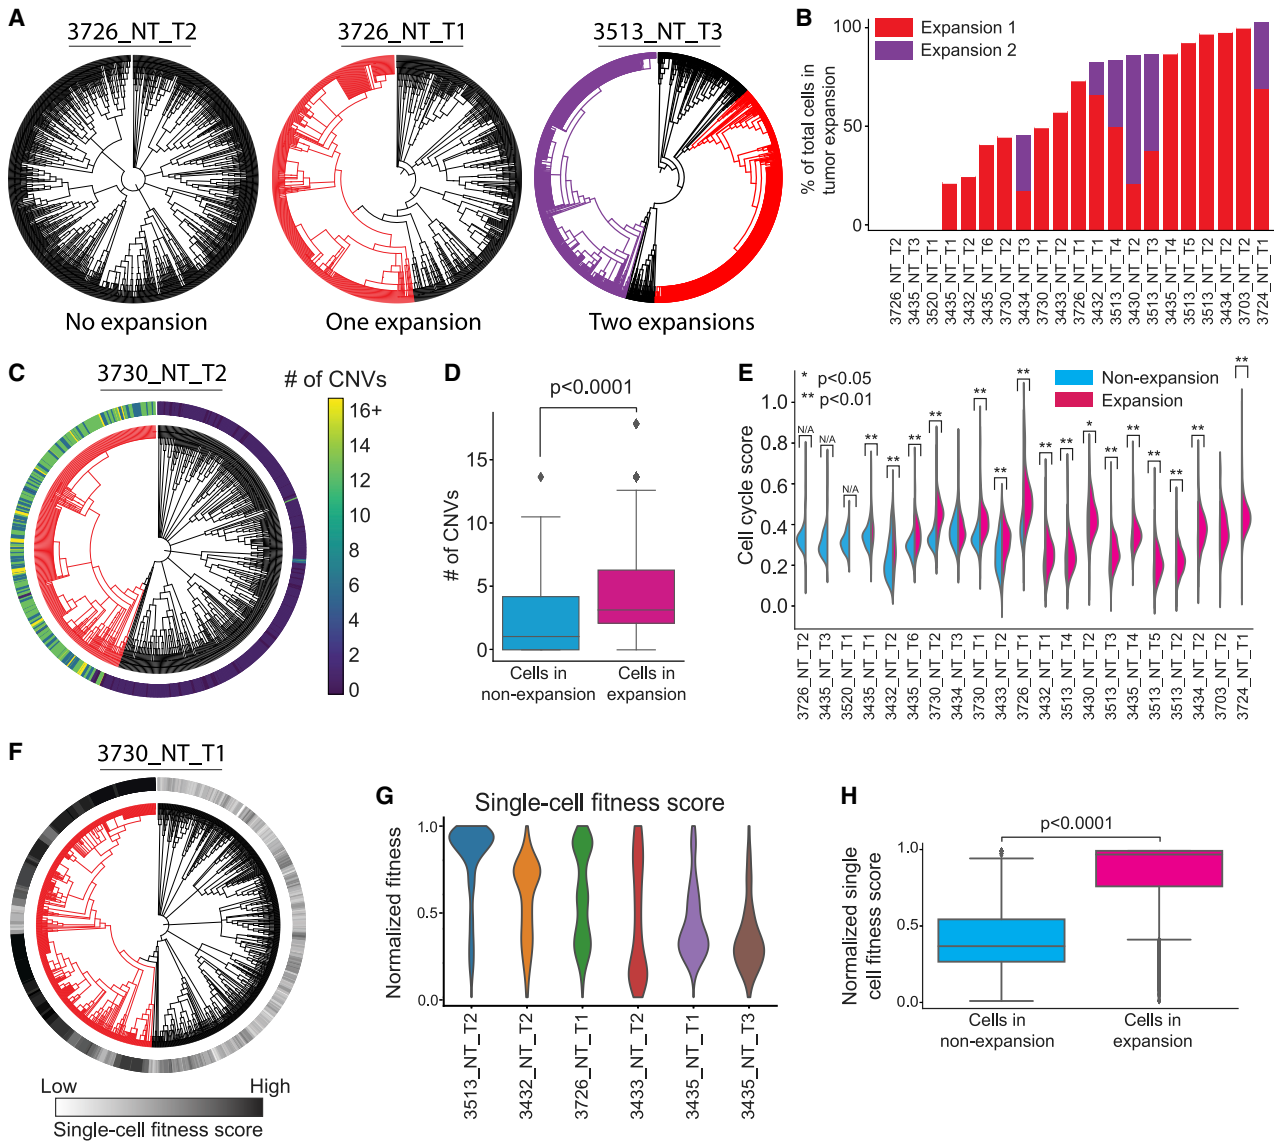 A
3726_NT_T2
3726_NT_T1
3513_NT_T3
No expansion
One expansion
Two expansions
B
Expansion 1
Expansion 2
% of total cells in
tumor expansion
100
50
0
3726_NT_T2
3435_NT_T3
3520_NT_T1
3435_NT_T1
3432_NT_T2
3435_NT_T6
3730_NT_T2
3434_NT_T3
3730_NT_T1
3433_NT_T2
3726_NT_T1
3432_NT_T1
3513_NT_T4
3430_NT_T2
3513_NT_T3
3435_NT_T4
3513_NT_T5
3513_NT_T2
3434_NT_T2
3703_NT_T2
3724_NT_T1
C
3730_NT_T2
# of CNVs
16+
14
12
10
8
6
4
2
0
D
p<0.0001
# of CNVs
15
10
5
0
Cells in
non-expansion
Cells in
expansion
E
* p<0.05
** p<0.01
Non-expansion
Expansion
Cell cycle score
1.0
0.8
0.6
0.4
0.2
0.0
N/A
N/A
N/A
**
**
**
**
**
**
**
**
**
*
**
**
**
**
**
**
3726_NT_T2
3435_NT_T3
3520_NT_T1
3435_NT_T1
3432_NT_T2
3435_NT_T6
3730_NT_T2
3434_NT_T3
3730_NT_T1
3433_NT_T2
3726_NT_T1
3432_NT_T1
3513_NT_T4
3430_NT_T2
3513_NT_T3
3435_NT_T4
3513_NT_T5
3513_NT_T2
3434_NT_T2
3703_NT_T2
3724_NT_T1
F
3730_NT_T1
Low
High
Single-cell fitness score
G
Single-cell fitness score
Normalized fitness
1.0
0.5
0.0
3513_NT_T2
3432_NT_T2
3726_NT_T1
3433_NT_T2
3435_NT_T1
3435_NT_T3
H
p<0.0001
Normalized single
cell fitness score
1.0
0.5
0.0
Cells in
non-expansion
Cells in
expansion